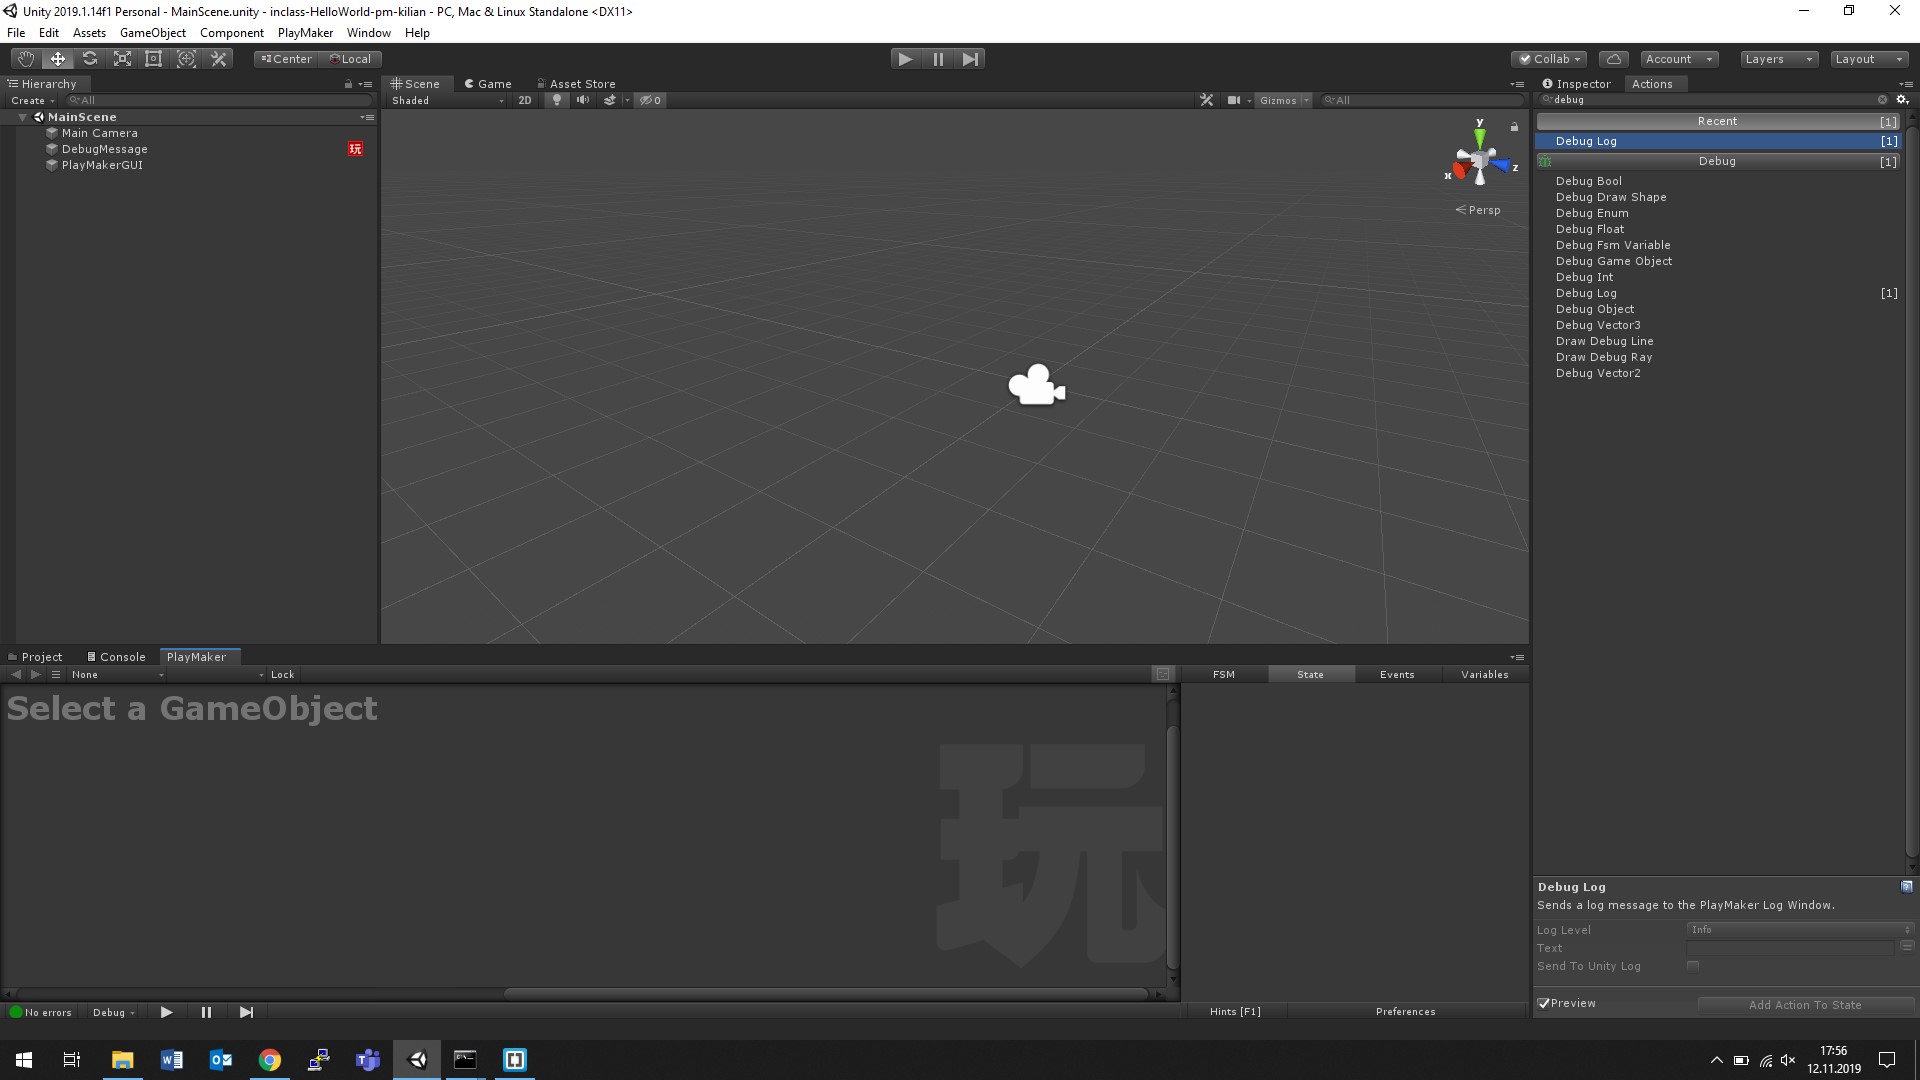 Unity 2019.1.14f1 Personal - MainScene.unity - inclass-HelloWorld-pm-kilian - PC, Mac & Linux Standalone <DX11>
File Edit Assets GameObject Component PlayMaker Window Help
Center Local
Collab Account Layers Layout
Hierarchy
Create All
MainScene
Main Camera
DebugMessage 玩
PlayMakerGUI
Scene Game Asset Store
Shaded 2D 0 Gizmos All
y
x z
Persp
Inspector Actions
debug
Recent [1]
Debug Log [1]
Debug [1]
Debug Bool
Debug Draw Shape
Debug Enum
Debug Float
Debug Fsm Variable
Debug Game Object
Debug Int
Debug Log [1]
Debug Object
Debug Vector3
Draw Debug Line
Draw Debug Ray
Debug Vector2
Project Console PlayMaker
None Lock
FSM State Events Variables
Select a GameObject
玩
Debug Log
Sends a log message to the PlayMaker Log Window.
Log Level Info
Text
Send To Unity Log
Preview Add Action To State
No errors Debug
Hints [F1] Preferences
17:56
12.11.2019